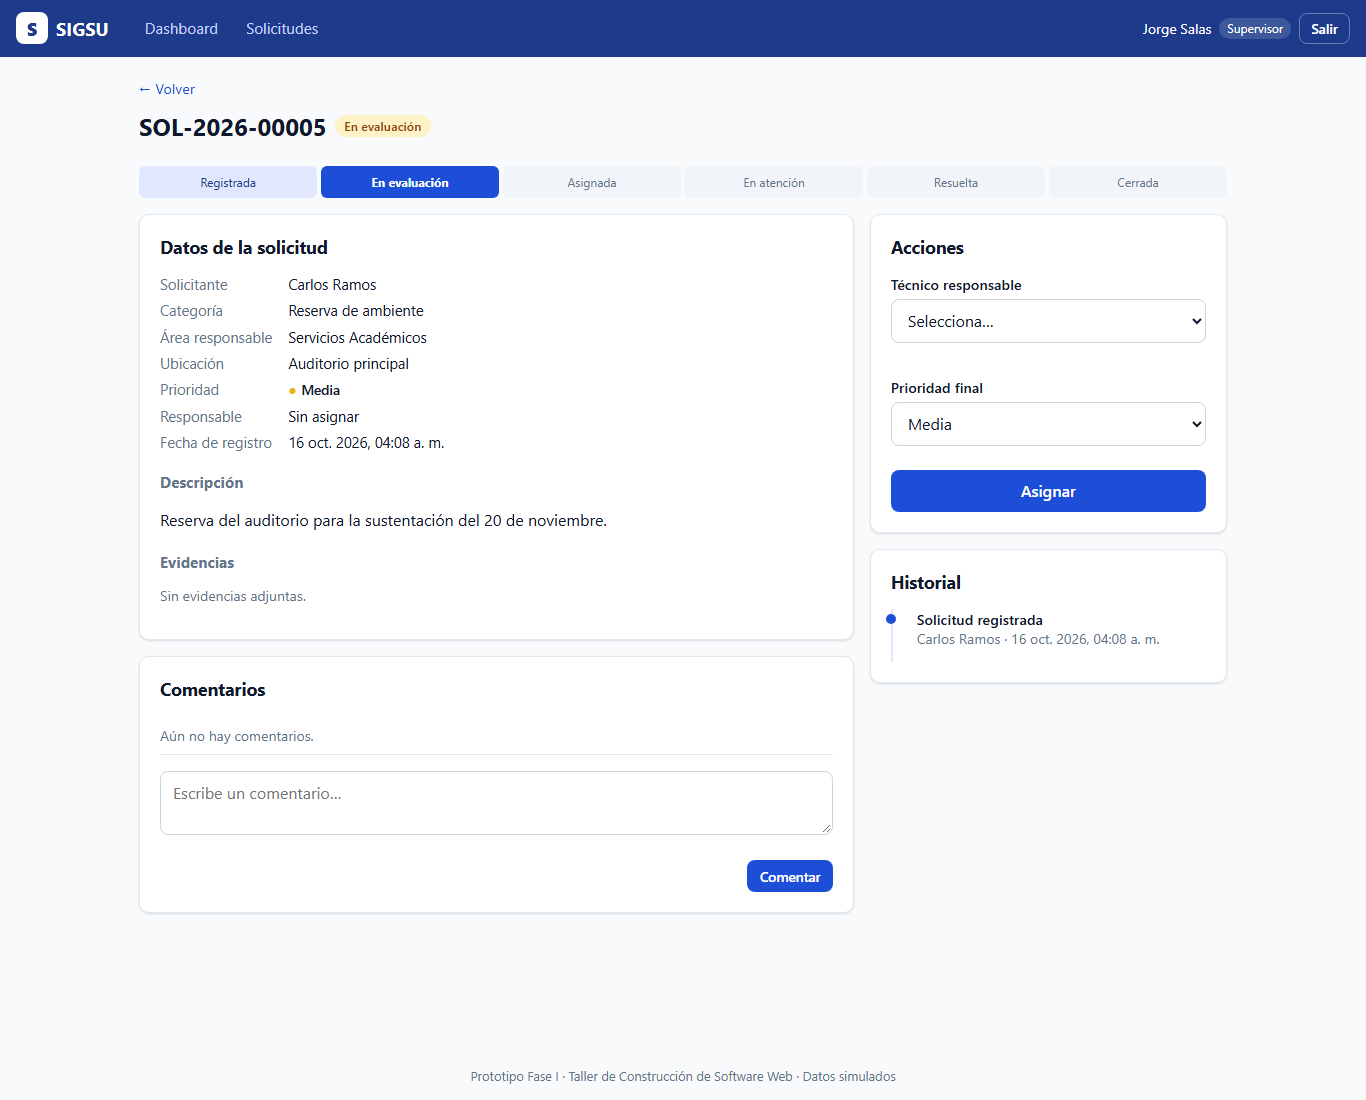 S SIGSU Dashboard Solicitudes Jorge Salas Supervisor Salir
← Volver
SOL-2026-00005 En evaluación
Registrada En evaluación Asignada En atención Resuelta Cerrada
Datos de la solicitud
Solicitante Carlos Ramos
Categoría Reserva de ambiente
Área responsable Servicios Académicos
Ubicación Auditorio principal
Prioridad Media
Responsable Sin asignar
Fecha de registro 16 oct. 2026, 04:08 a. m.
Descripción
Reserva del auditorio para la sustentación del 20 de noviembre.
Evidencias
Sin evidencias adjuntas.
Comentarios
Aún no hay comentarios.
Escribe un comentario...
Comentar
Acciones
Técnico responsable
Selecciona...
Prioridad final
Media
Asignar
Historial
Solicitud registrada
Carlos Ramos · 16 oct. 2026, 04:08 a. m.
Prototipo Fase I · Taller de Construcción de Software Web · Datos simulados